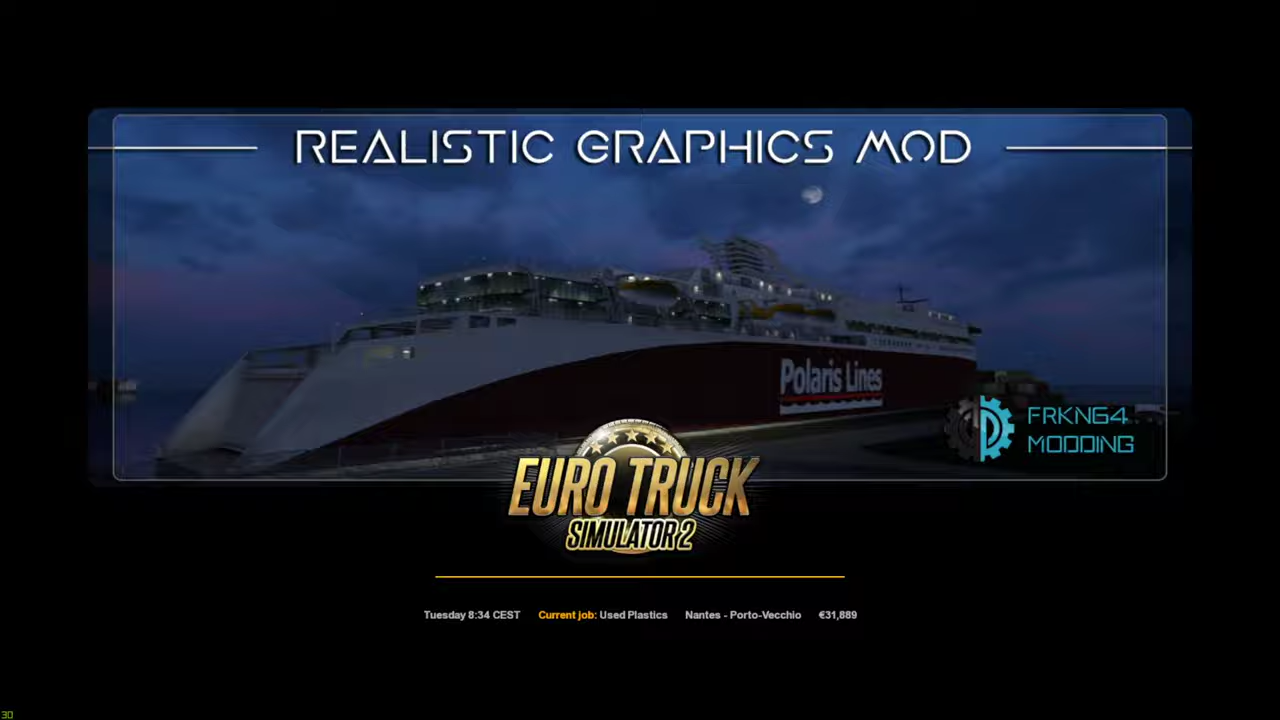 REALISTIC GRAPHICS MOD
Polaris Lines
FRKNG4
MODDING
EURO TRUCK
SIMULATOR 2
Tuesday 8:34 CEST Current job: Used Plastics Nantes - Porto-Vecchio €31,889
30